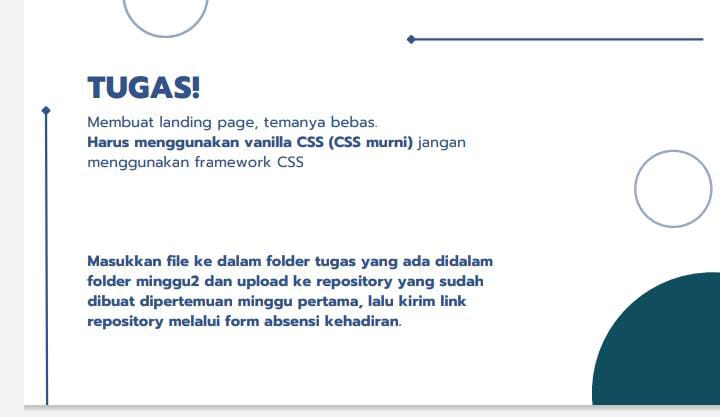 TUGAS!
Membuat landing page, temanya bebas.
Harus menggunakan vanilla CSS (CSS murni) jangan
menggunakan framework CSS
Masukkan file ke dalam folder tugas yang ada didalam
folder minggu2 dan upload ke repository yang sudah
dibuat dipertemuan minggu pertama, lalu kirim link
repository melalui form absensi kehadiran.